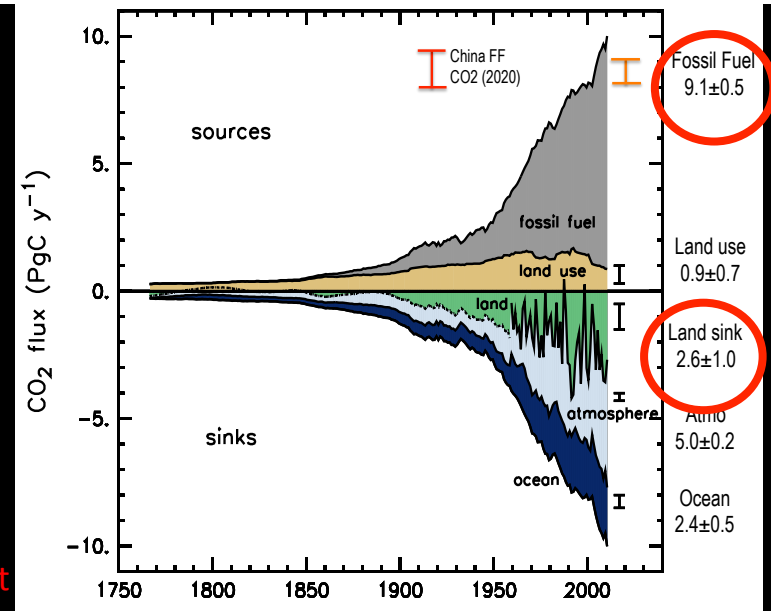 10.
5.
0.
-5.
-10.
CO2 flux (PgC y−1)
China FF
CO2 (2020)
sources
fossil fuel
land use
land
atmosphere
sinks
ocean
Fossil Fuel
9.1±0.5
Land use
0.9±0.7
Land sink
2.6±1.0
Atmo
5.0±0.2
Ocean
2.4±0.5
t
1750 1800 1850 1900 1950 2000